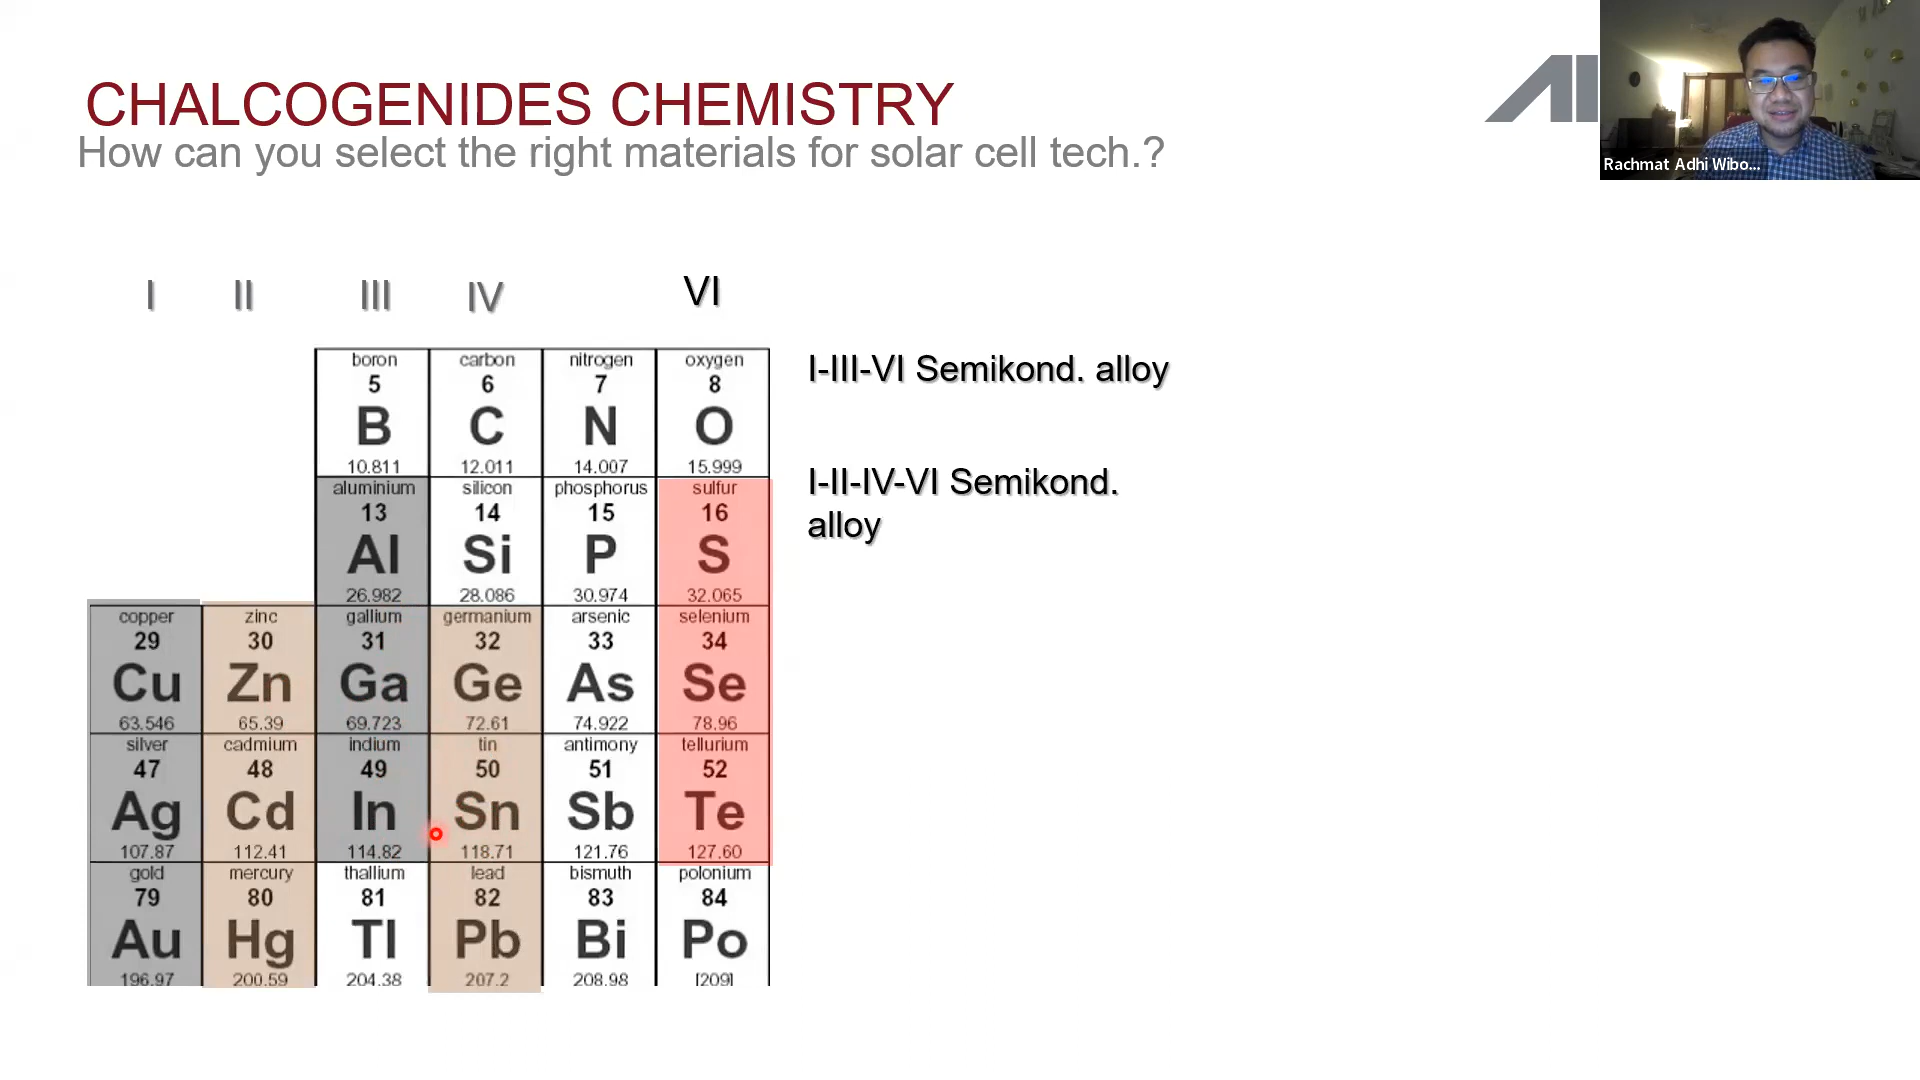 CHALCOGENIDES CHEMISTRY
How can you select the right materials for solar cell tech.?
Rachmat Adhi Wibo...
I II III IV VI
boron carbon nitrogen oxygen
5 6 7 8
B C N O
10.811 12.011 14.007 15.999
aluminium silicon phosphorus sulfur
13 14 15 16
Al Si P S
26.982 28.086 30.974 32.065
copper zinc gallium germanium arsenic selenium
29 30 31 32 33 34
Cu Zn Ga Ge As Se
63.546 65.39 69.723 72.61 74.922 78.96
silver cadmium indium tin antimony tellurium
47 48 49 50 51 52
Ag Cd In Sn Sb Te
107.87 112.41 114.82 118.71 121.76 127.60
gold mercury thallium lead bismuth polonium
79 80 81 82 83 84
Au Hg Tl Pb Bi Po
196.97 200.59 204.38 207.2 208.98 [209]
I-III-VI Semikond. alloy
I-II-IV-VI Semikond.
alloy